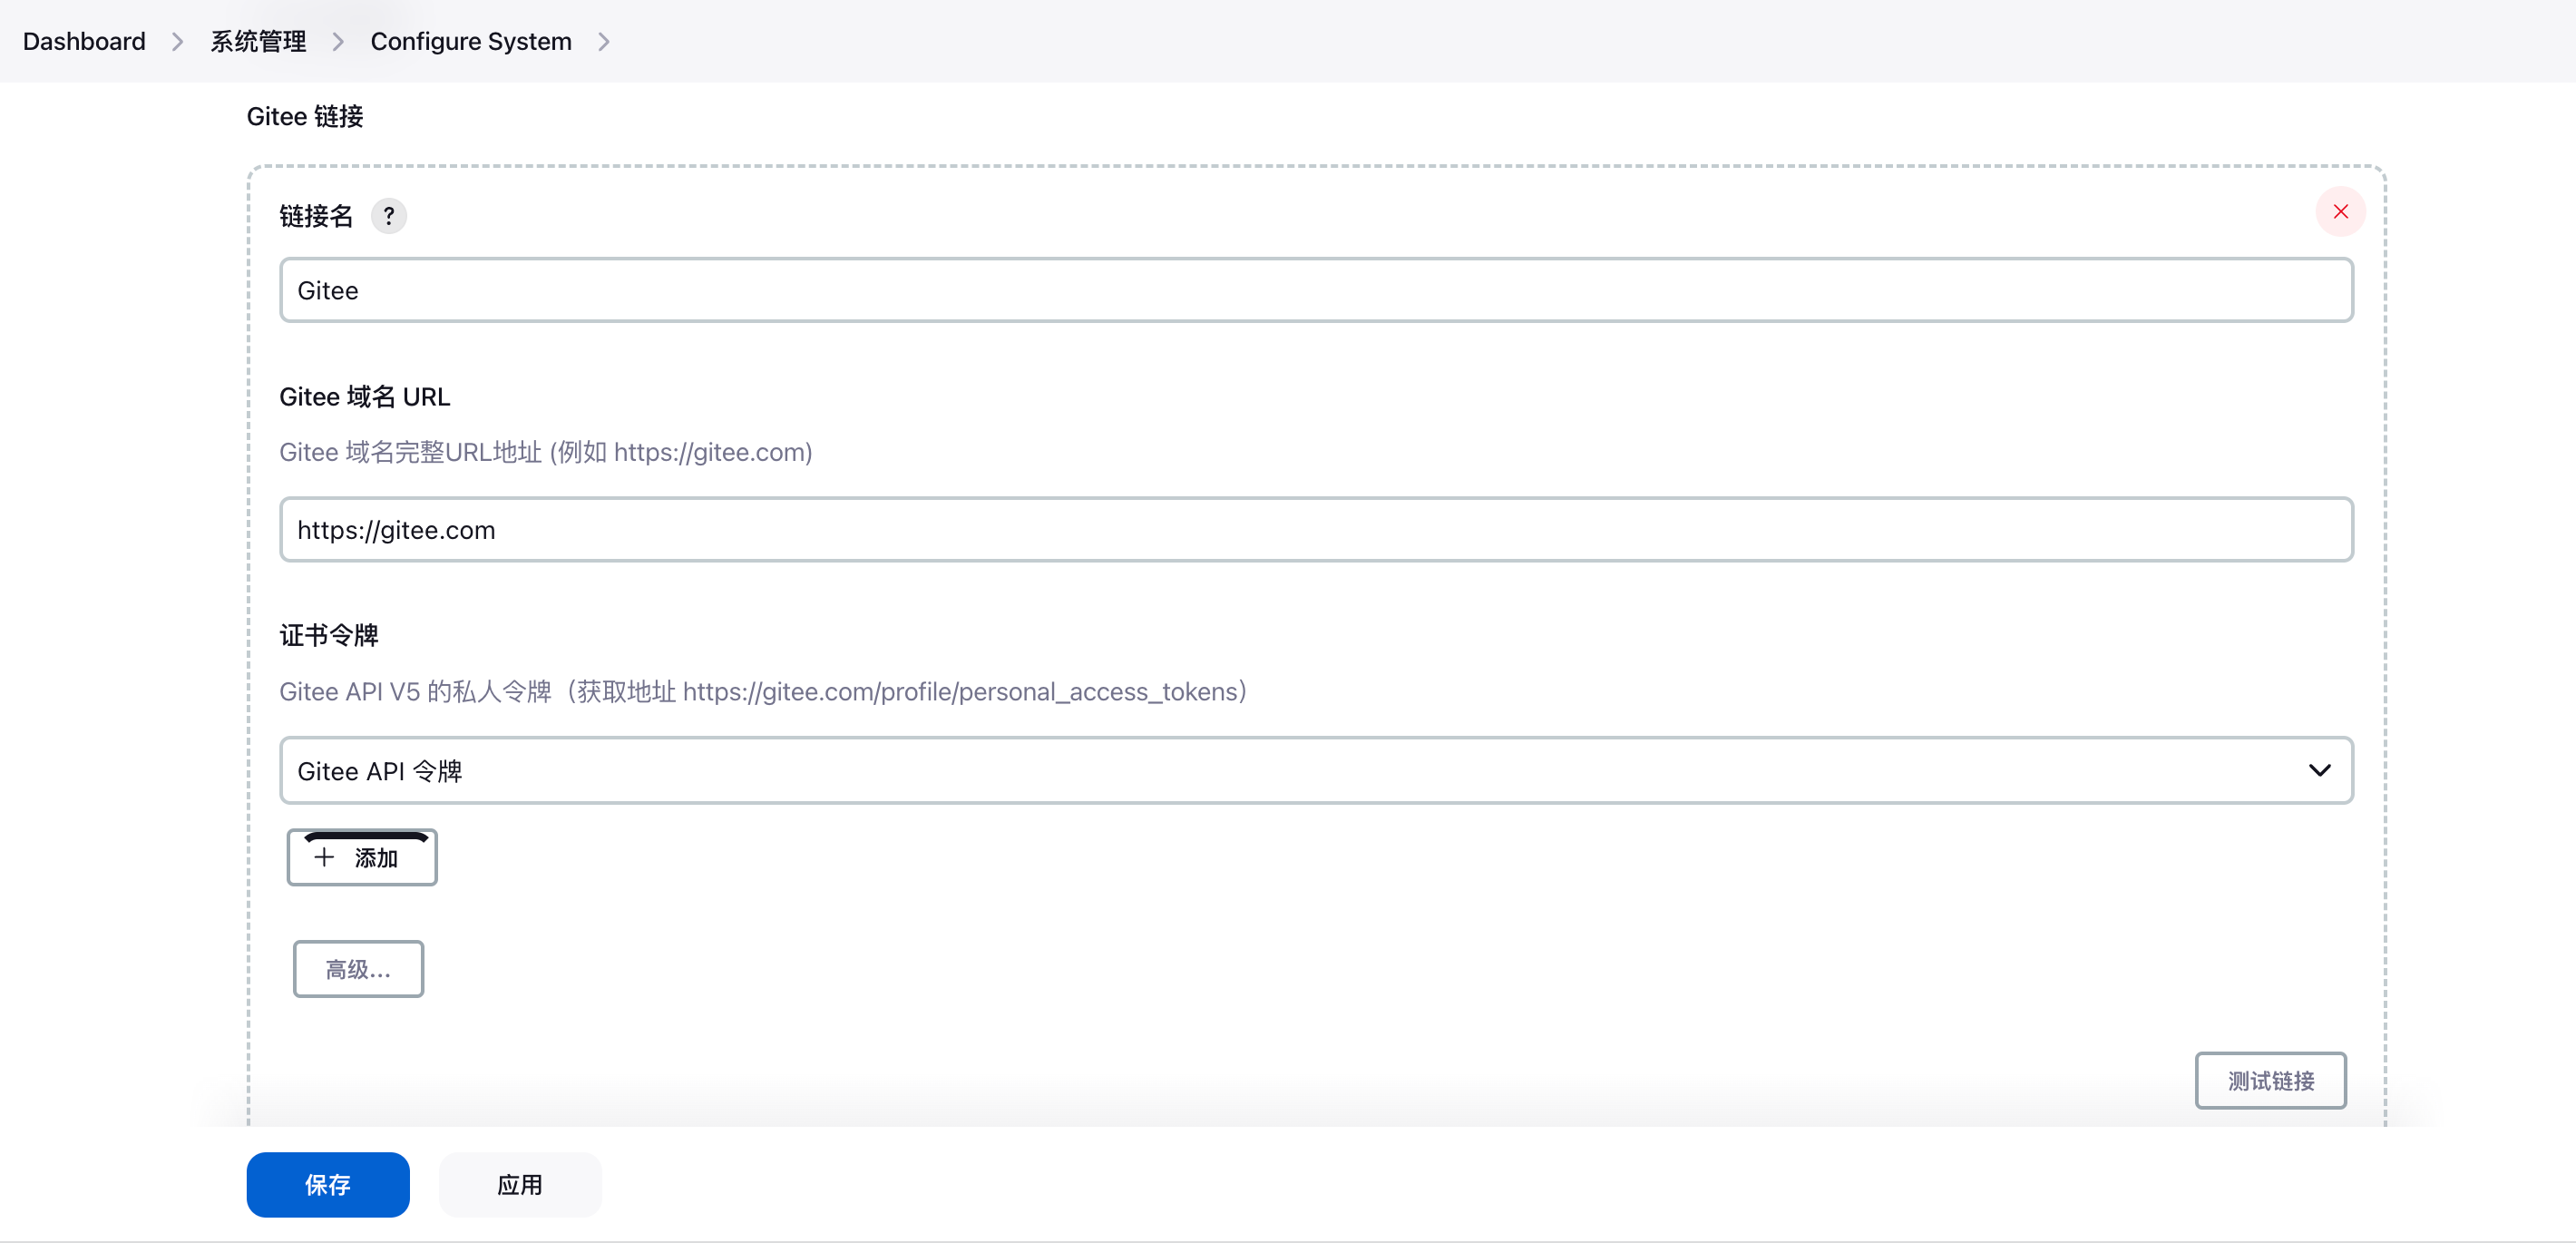 Dashboard 系统管理 Configure System
Gitee 链接
链接名 ?
Gitee
Gitee 域名 URL
Gitee 域名完整URL地址 (例如 https://gitee.com)
https://gitee.com
证书令牌
Gitee API V5 的私人令牌（获取地址 https://gitee.com/profile/personal_access_tokens）
Gitee API 令牌
添加
高级...
测试链接
保存 应用